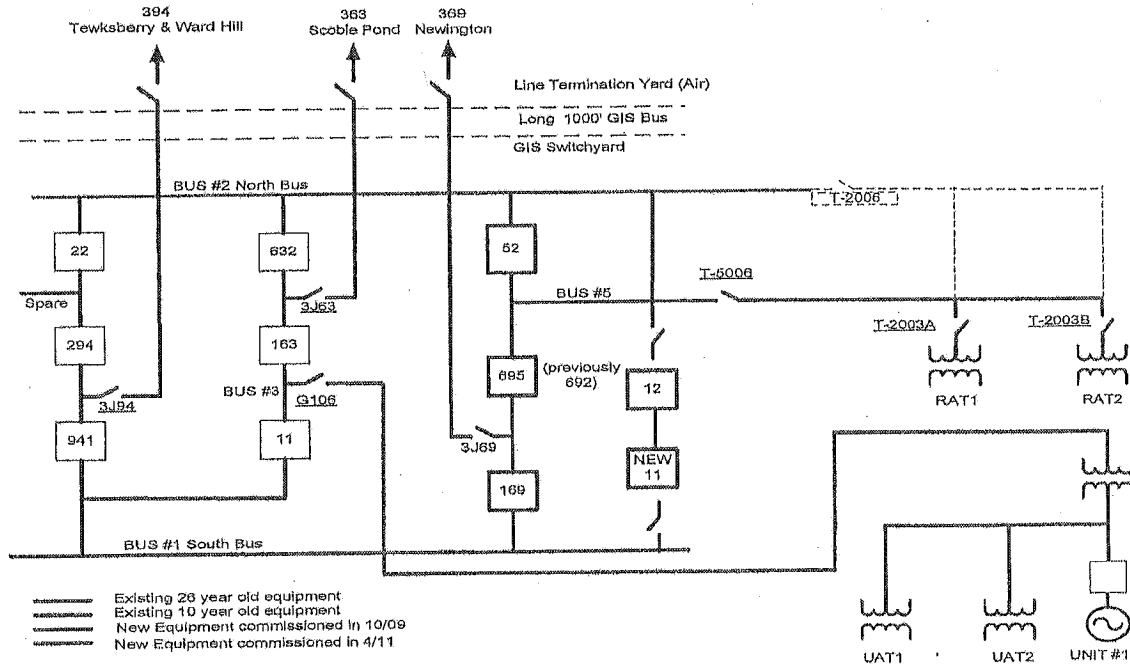 394
Tewksberry & Ward Hill
363
Scobie Pond
369
Newington
Line Termination Yard (Air)
Long 1000' GIS Bus
GIS Switchyard
BUS #2 North Bus
T-2006
22
632
52
T-5006
Spare
3J63
BUS #5
294
163
T-2003A
T-2003B
695
(previously
692)
12
BUS #3
G106
3J94
RAT1
RAT2
941
11
3J69
NEW
11
169
BUS #1 South Bus
Existing 26 year old equipment
Existing 10 year old equipment
New Equipment commissioned in 10/09
New Equipment commissioned in 4/11
UAT1
UAT2
UNIT #1